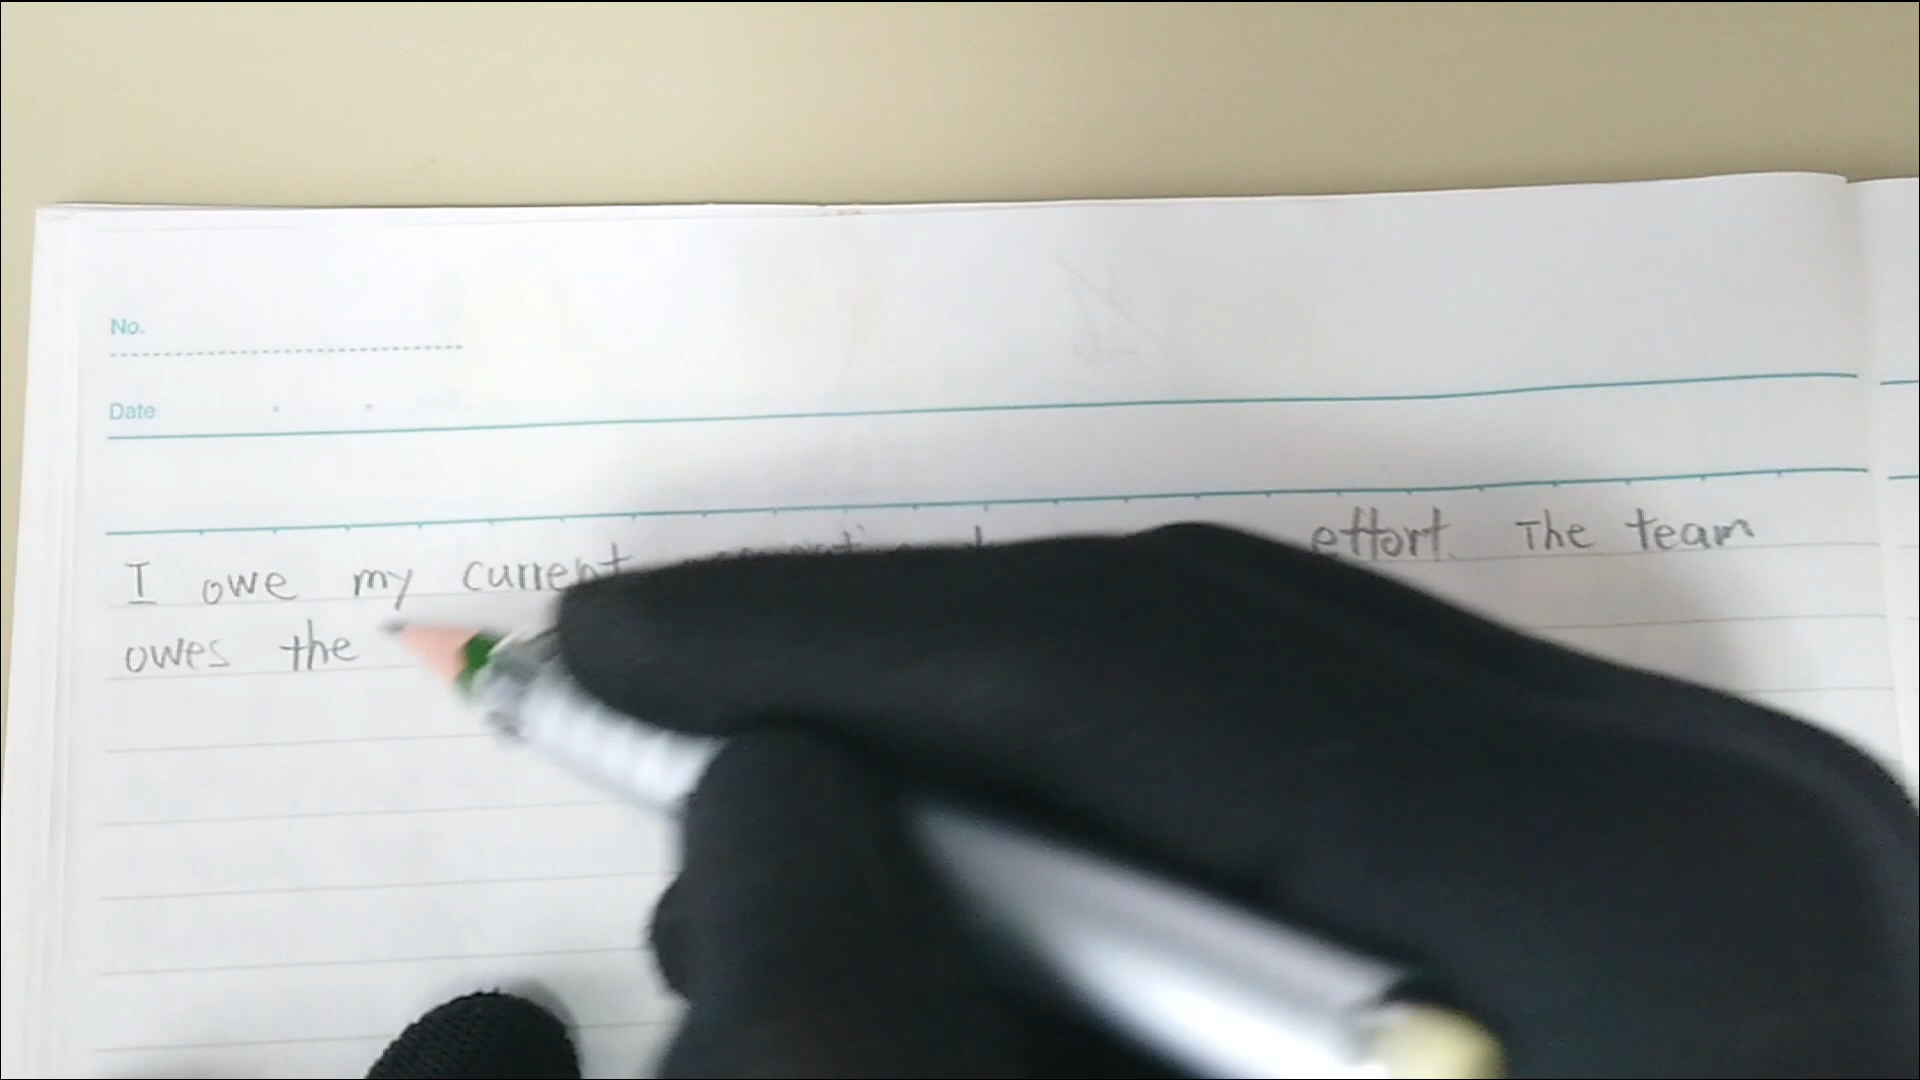 No.
Date
I owe my current effort. The team
owes the